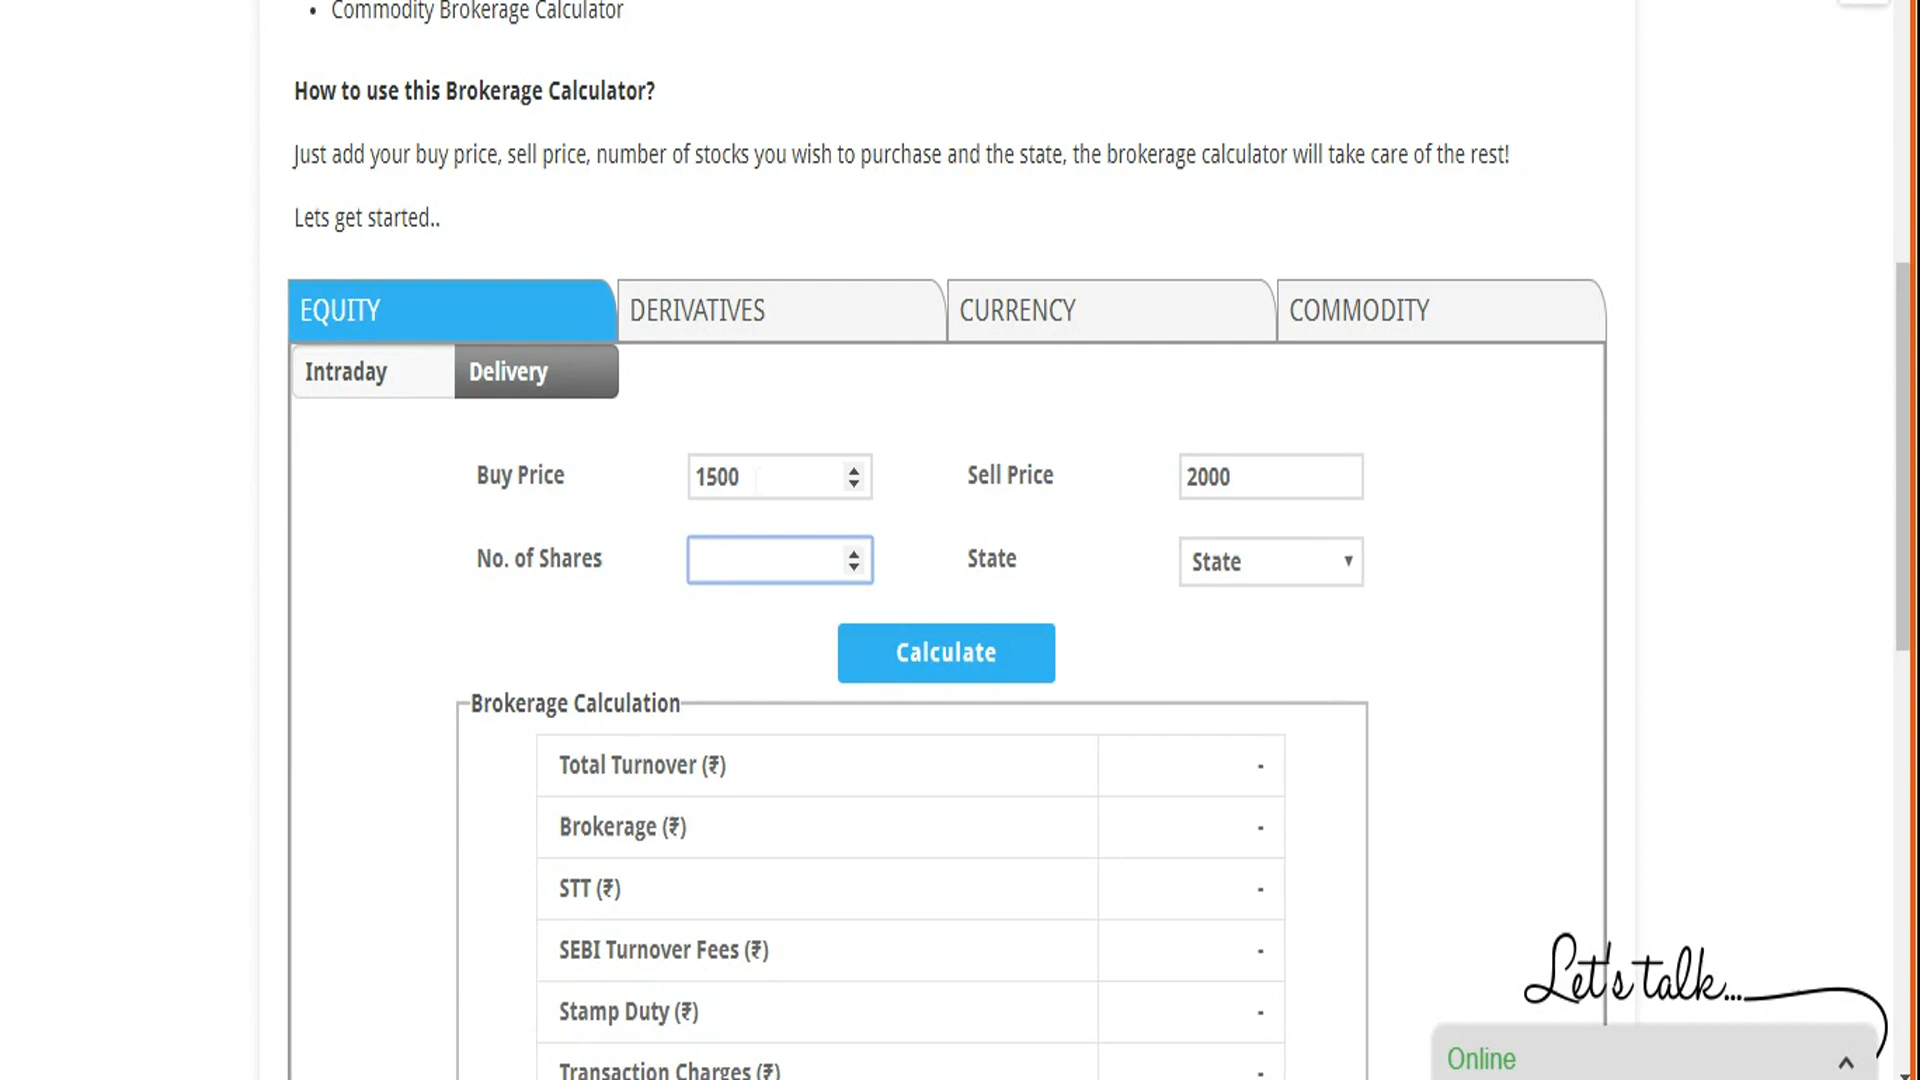 • Commodity Brokerage Calculator
How to use this Brokerage Calculator?
Just add your buy price, sell price, number of stocks you wish to purchase and the state, the brokerage calculator will take care of the rest!
Lets get started..
EQUITY DERIVATIVES CURRENCY COMMODITY
Intraday Delivery
Buy Price 1500 Sell Price 2000
No. of Shares State State
Calculate
Brokerage Calculation
Total Turnover (₹) -
Brokerage (₹) -
STT (₹) -
SEBI Turnover Fees (₹) -
Stamp Duty (₹) -
Transaction Charges (₹) -
Let's talk...
Online